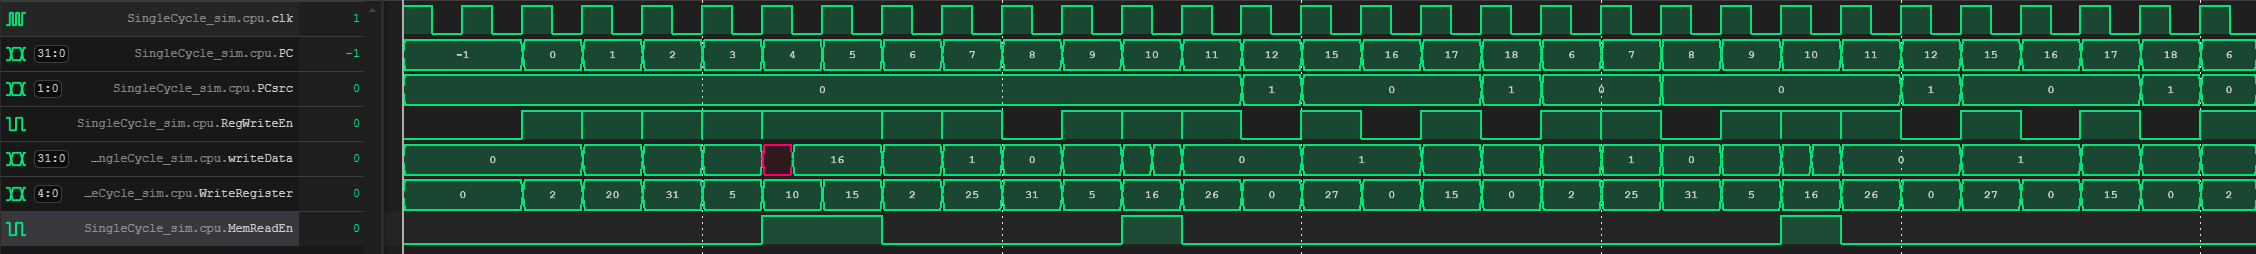 SingleCycle_sim.cpu.clk 1
31:0 SingleCycle_sim.cpu.PC -1 -1 0 1 2 3 4 5 6 7 8 9 10 11 12 15 16 17 18 6 7 8 9 10 11 12 15 16 17 18 6
1:0 SingleCycle_sim.cpu.PCsrc 0 0 1 0 1 0 0 1 0 1 0
SingleCycle_sim.cpu.RegWriteEn 0
31:0 …ngleCycle_sim.cpu.writeData 0 0 16 1 0 0 1 1 0 0 1
4:0 …eCycle_sim.cpu.WriteRegister 0 0 2 20 31 5 10 15 2 25 31 5 16 26 0 27 0 15 0 2 25 31 5 16 26 0 27 0 15 0 2
SingleCycle_sim.cpu.MemReadEn 0